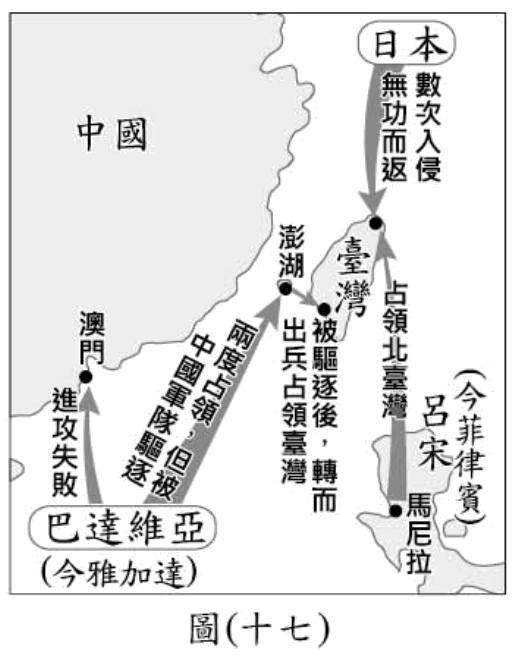 日本
數次入侵
無功而返
中國
澎湖
臺灣
澳門
進攻失敗
兩度占領，但被
中國軍隊驅逐
被驅逐後，轉而
出兵占領臺灣
占領北臺灣
呂宋
(今菲律賓)
馬尼拉
巴達維亞
(今雅加達)
圖(十七)